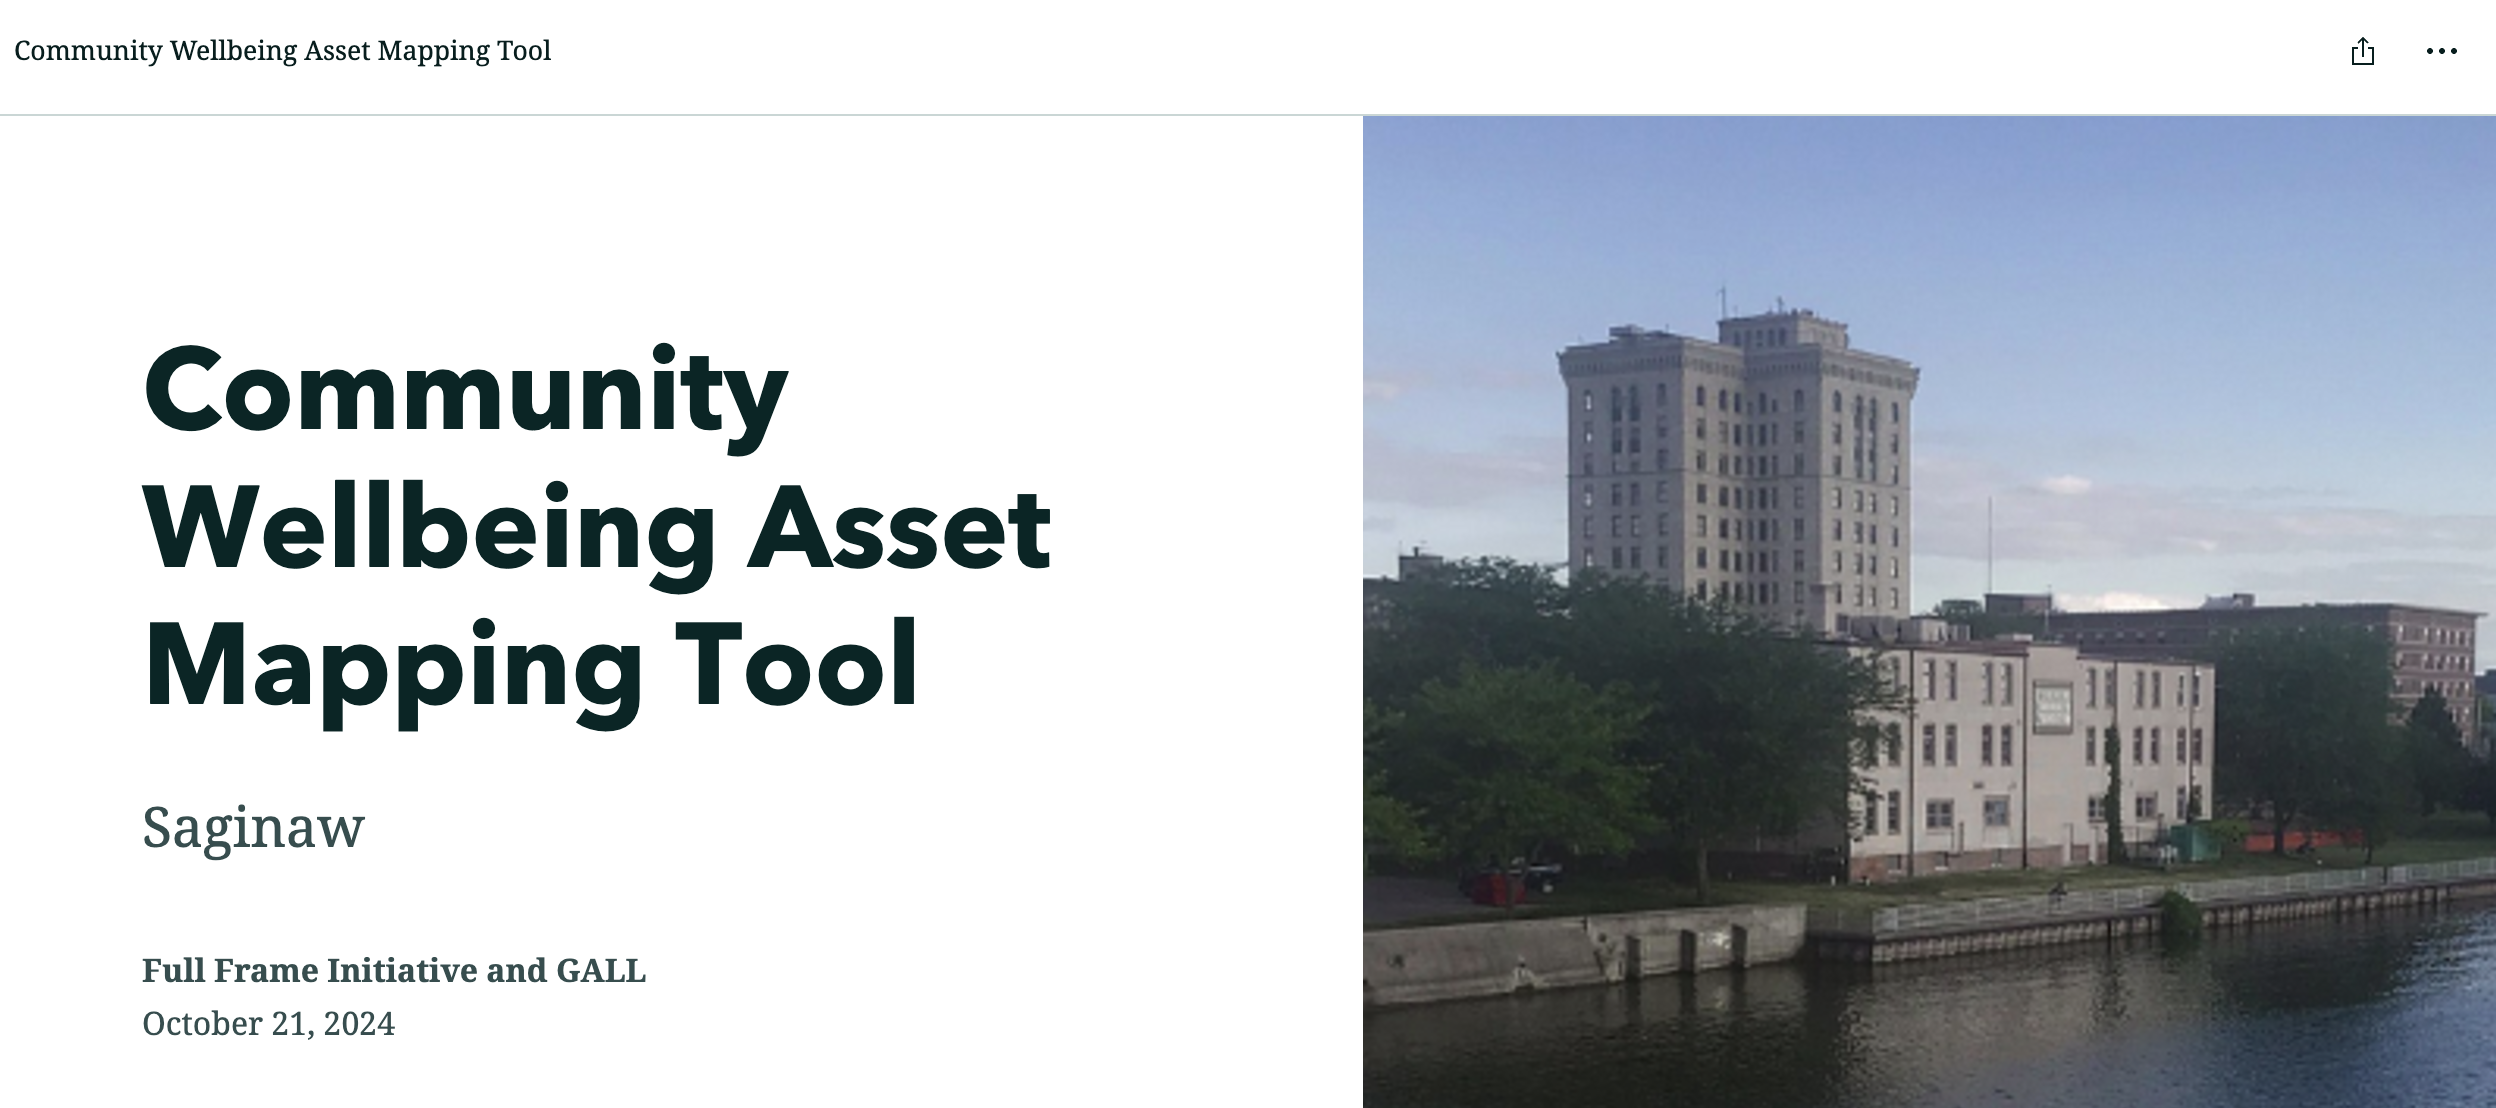 Community Wellbeing Asset Mapping Tool
Community
Wellbeing Asset
Mapping Tool
Saginaw
Full Frame Initiative and GALL
October 21, 2024